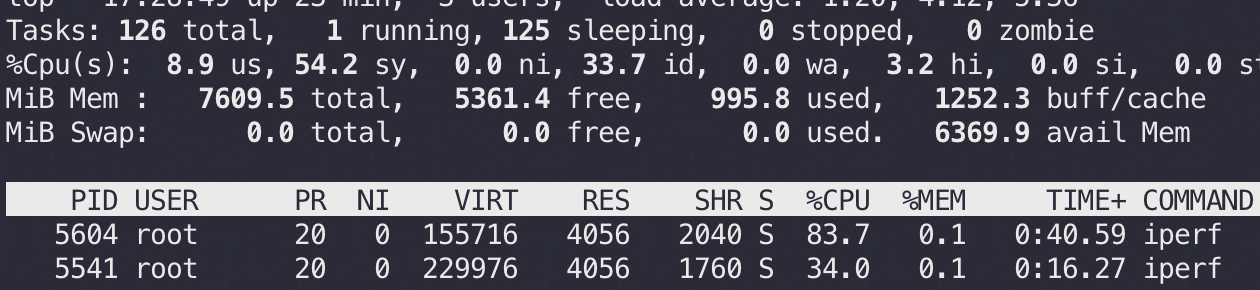 top - 17:28:49 up 25 min, 3 users, load average: 1.20, 4.12, 5.56
Tasks: 126 total,   1 running, 125 sleeping,   0 stopped,   0 zombie
%Cpu(s):  8.9 us, 54.2 sy,  0.0 ni, 33.7 id,  0.0 wa,  3.2 hi,  0.0 si,  0.0 st
MiB Mem :   7609.5 total,   5361.4 free,    995.8 used,   1252.3 buff/cache
MiB Swap:      0.0 total,      0.0 free,      0.0 used.   6369.9 avail Mem
PID USER      PR  NI    VIRT    RES    SHR S  %CPU  %MEM     TIME+ COMMAND
5604 root      20   0  155716   4056   2040 S  83.7   0.1   0:40.59 iperf
5541 root      20   0  229976   4056   1760 S  34.0   0.1   0:16.27 iperf